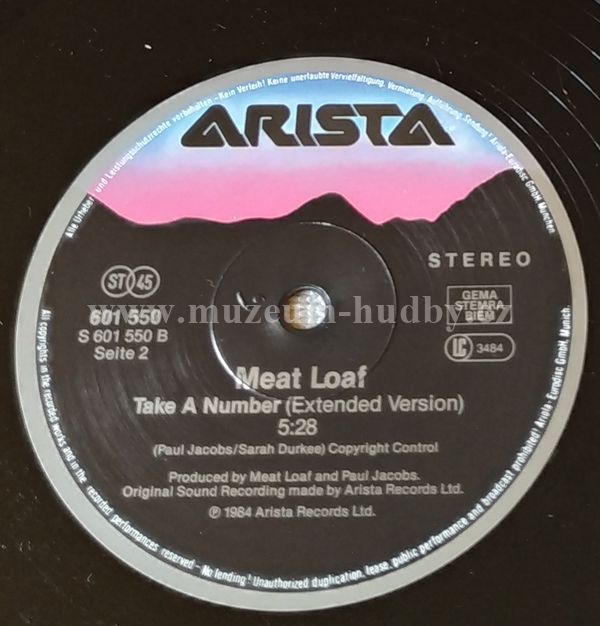 Alle Urheber- und Leistungsschutzrechte vorbehalten - Kein Verleih! Keine unerlaubte Vervielfältigung, Vermietung, Aufführung, Sendung! Ariola-Eurodisc GmbH München
ARISTA
STEREO
ST 45
601 550
S 601 550 B
Seite 2
GEMA
STEMRA
BIEM
LC 3484
www.muzeum-hudby.cz
Meat Loaf
Take A Number (Extended Version)
5:28
(Paul Jacobs/Sarah Durkee) Copyright Control
Produced by Meat Loaf and Paul Jacobs.
Original Sound Recording made by Arista Records Ltd.
℗ 1984 Arista Records Ltd.
All copyrights in the recorded works and in the recorded performances reserved - No lending! Unauthorized duplication, lease, public performance and broadcast prohibited! Ariola-Eurodisc GmbH, Munich.